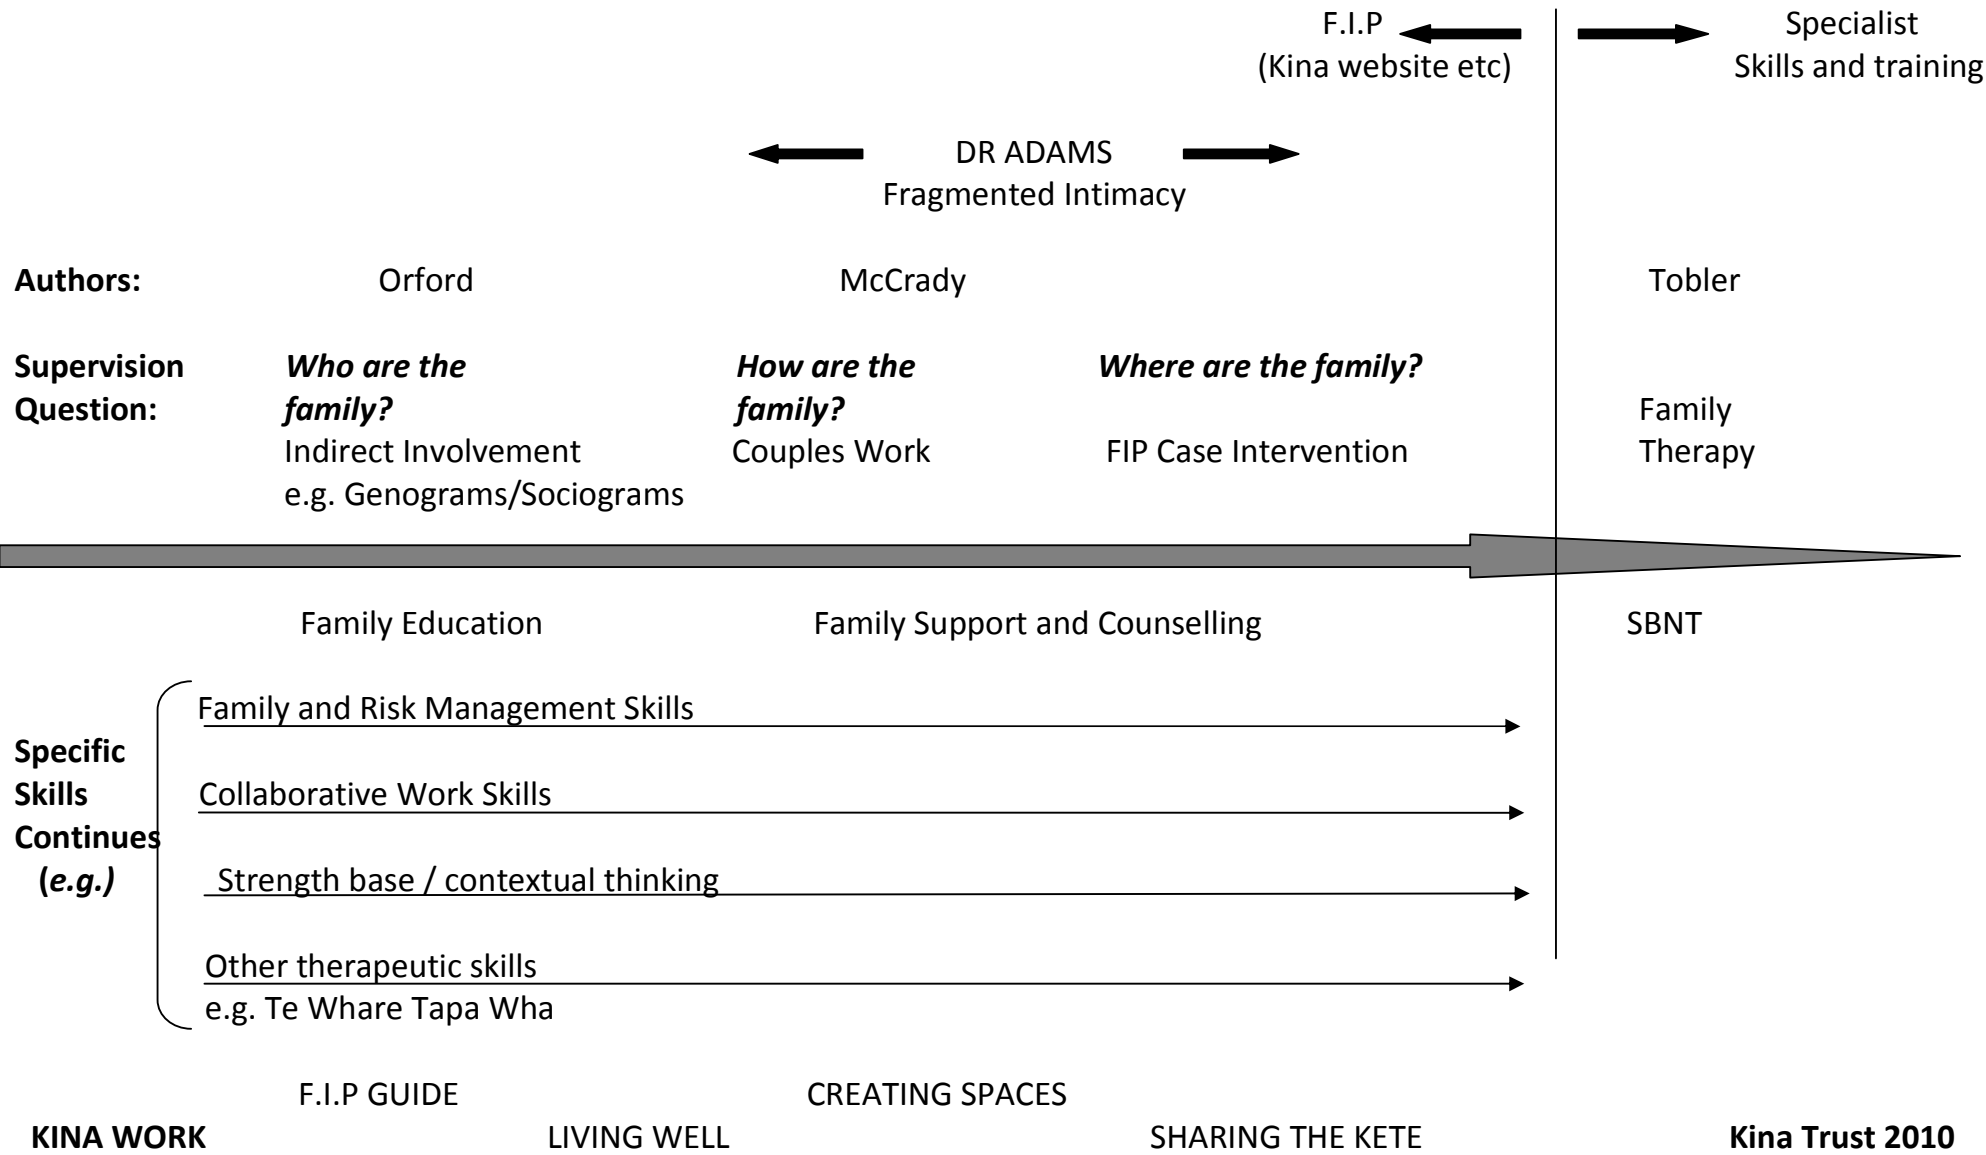 F.I.P
(Kina website etc)
Specialist
Skills and training
DR ADAMS
Fragmented Intimacy
Authors: Orford McCrady Tobler
Supervision Question:
Who are the
family?
Indirect Involvement
e.g. Genograms/Sociograms
How are the
family?
Couples Work
Where are the family?
FIP Case Intervention
Family
Therapy
Family Education Family Support and Counselling SBNT
Specific
Skills
Continues
(e.g.)
Family and Risk Management Skills
Collaborative Work Skills
Strength base / contextual thinking
Other therapeutic skills
e.g. Te Whare Tapa Wha
F.I.P GUIDE CREATING SPACES
KINA WORK LIVING WELL SHARING THE KETE Kina Trust 2010